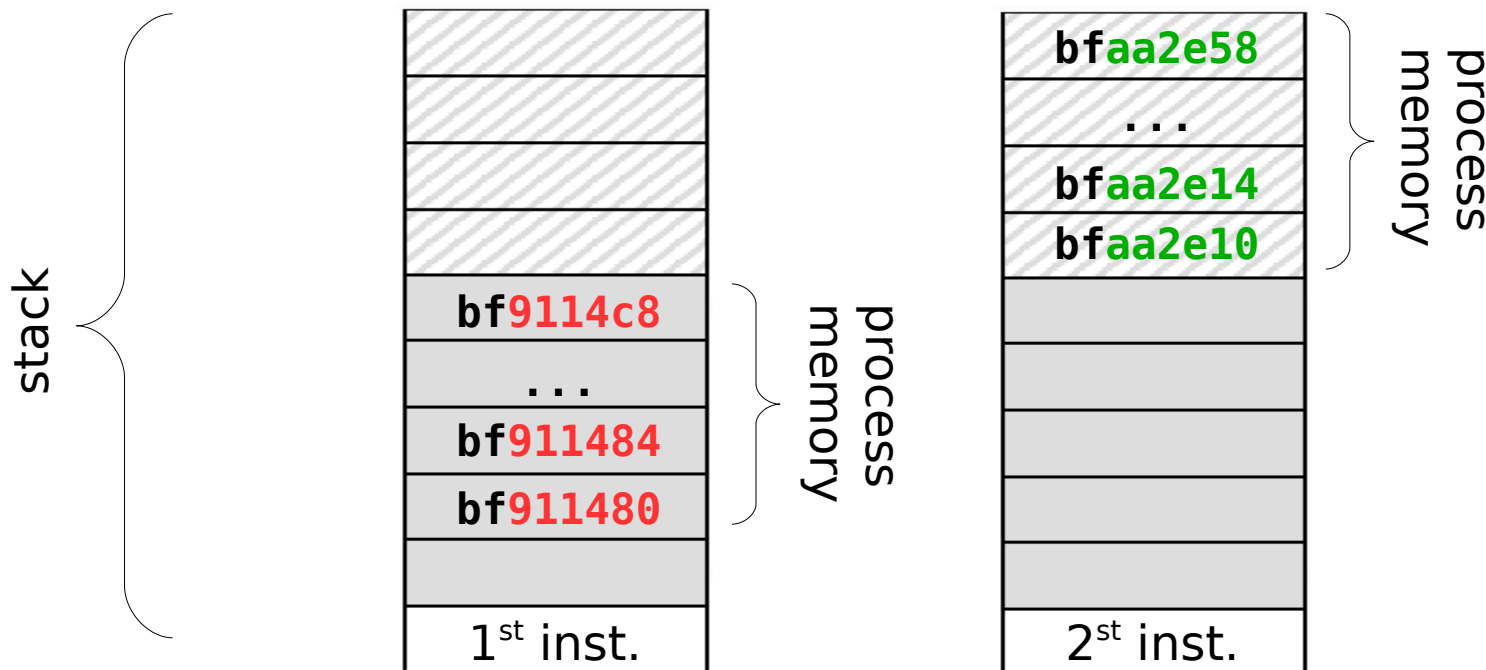 stack
bf9114c8
...
bf911484
bf911480
1st inst.
process
memory
bfaa2e58
...
bfaa2e14
bfaa2e10
2st inst.
process
memory